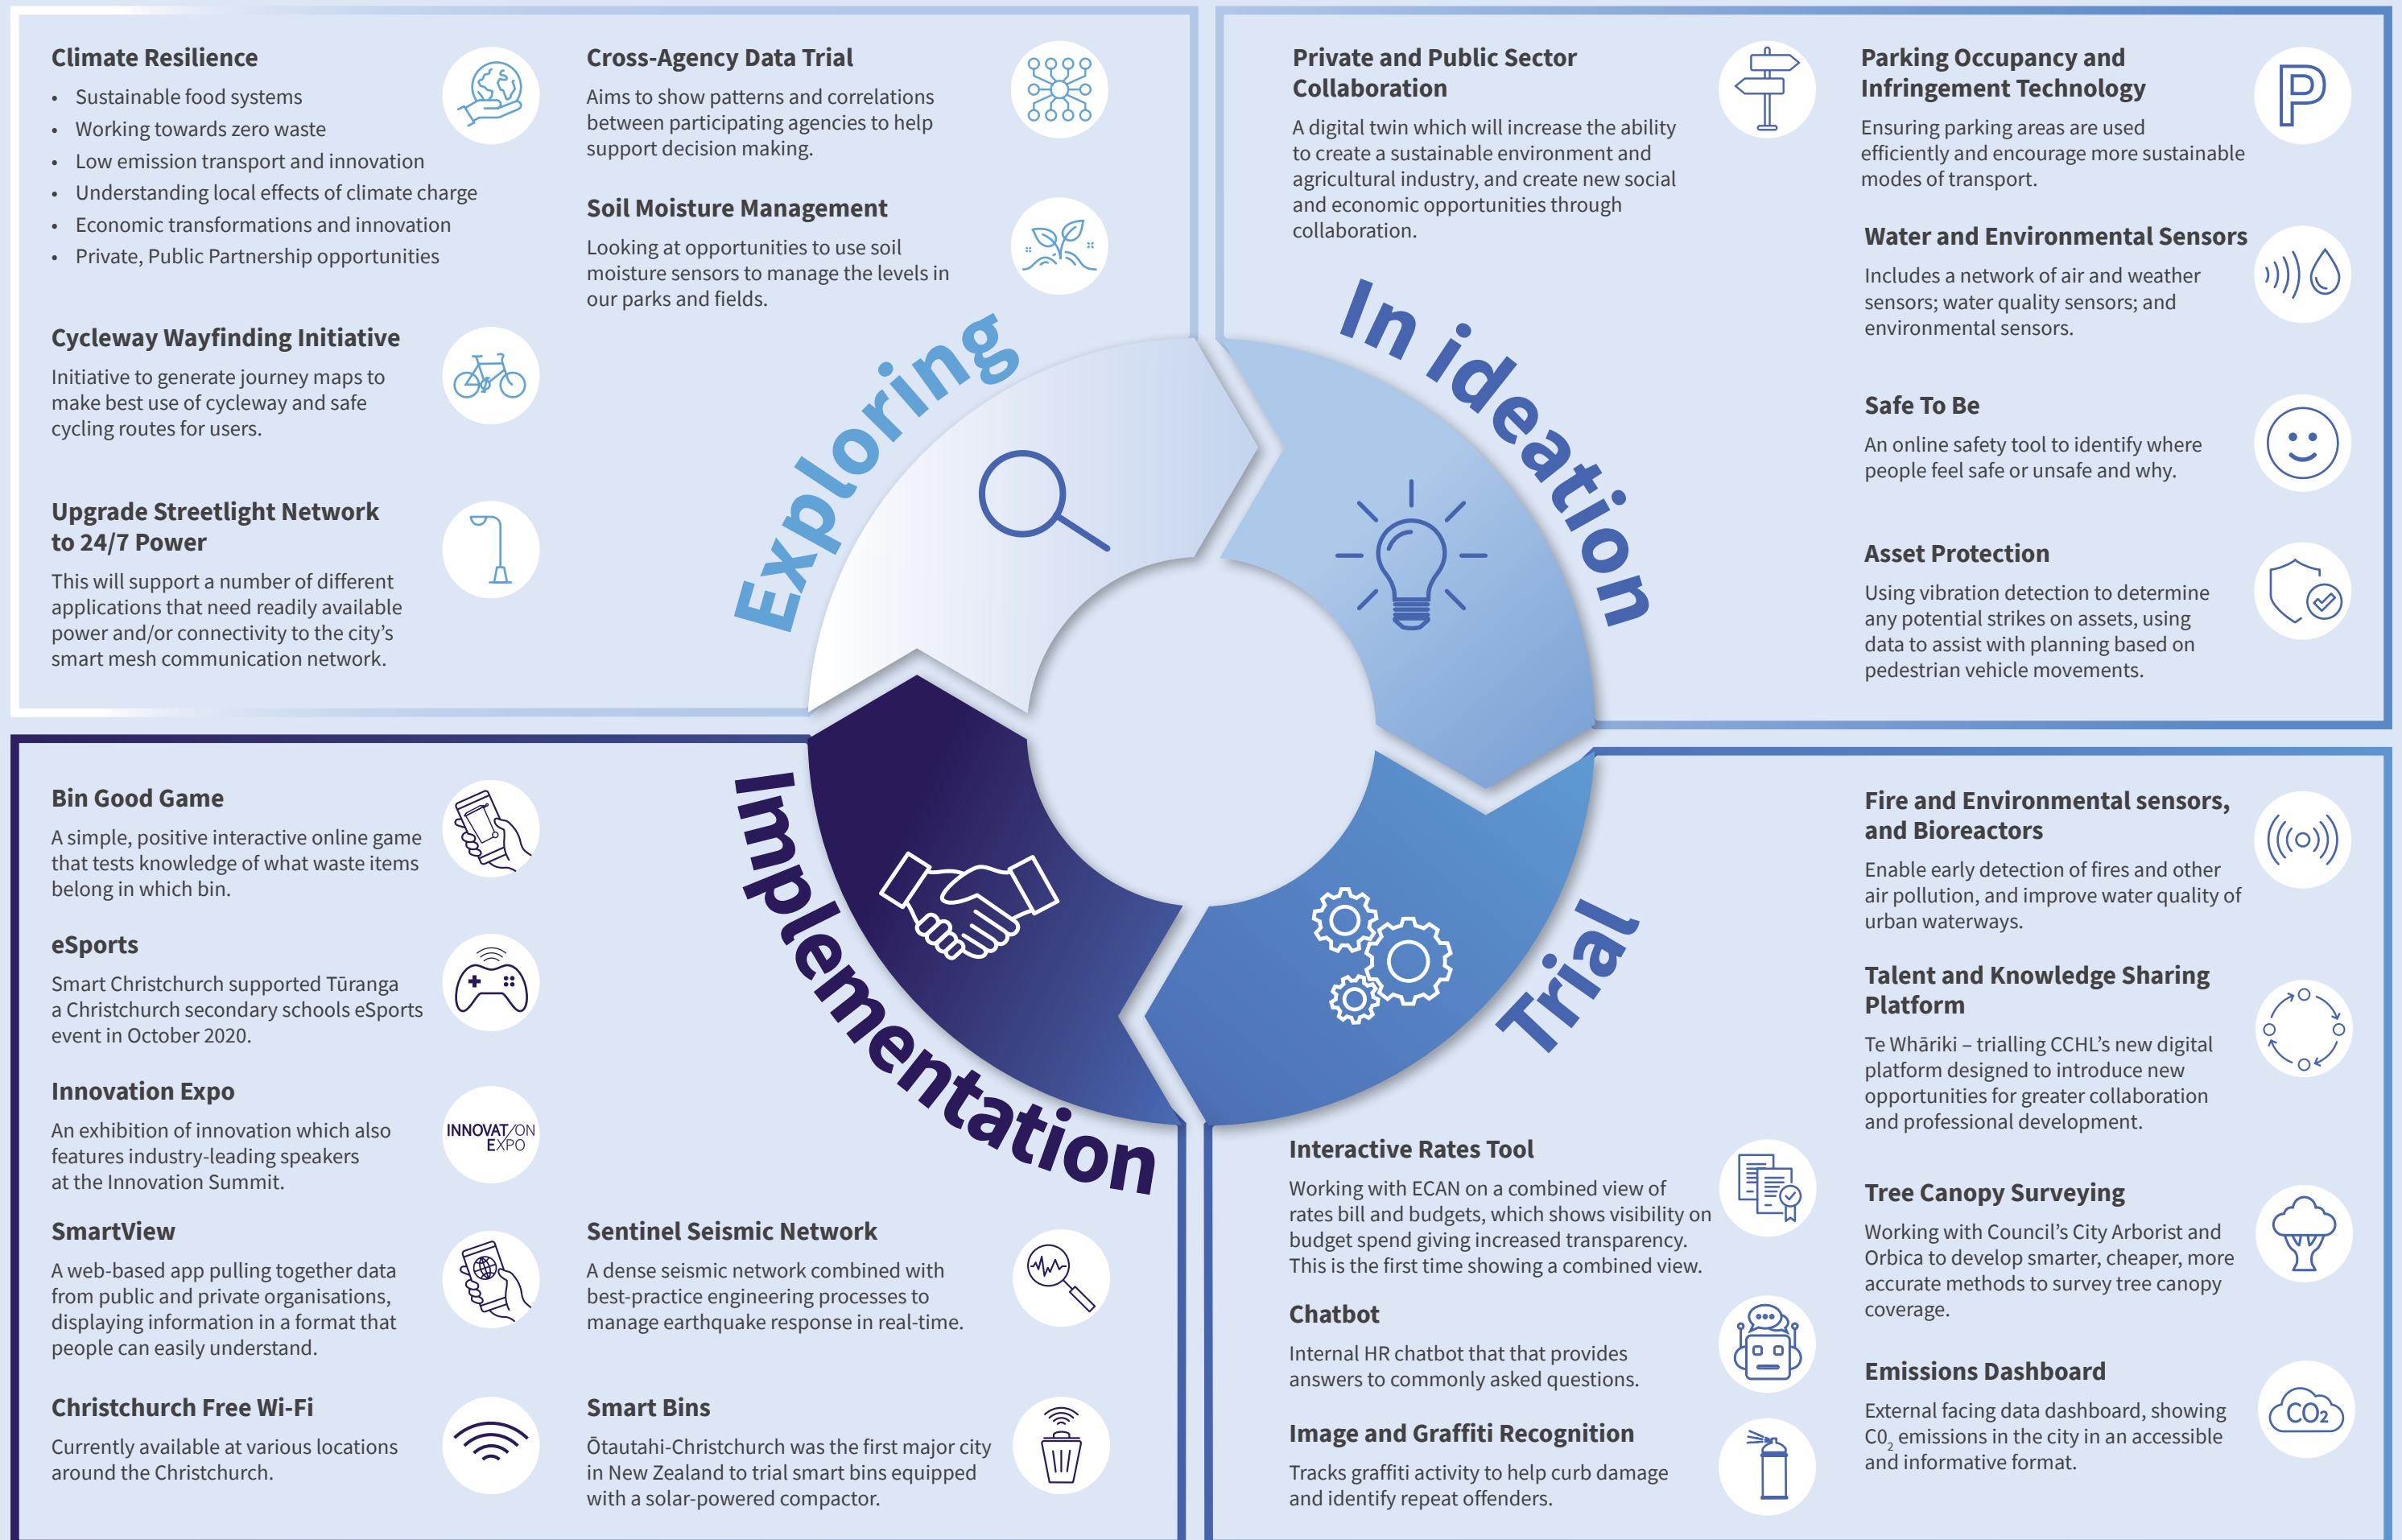 Climate Resilience
• Sustainable food systems
• Working towards zero waste
• Low emission transport and innovation
• Understanding local effects of climate charge
• Economic transformations and innovation
• Private, Public Partnership opportunities
Cycleway Wayfinding Initiative
Initiative to generate journey maps to
make best use of cycleway and safe
cycling routes for users.
Upgrade Streetlight Network
to 24/7 Power
This will support a number of different
applications that need readily available
power and/or connectivity to the city’s
smart mesh communication network.
Cross-Agency Data Trial
Aims to show patterns and correlations
between participating agencies to help
support decision making.
Soil Moisture Management
Looking at opportunities to use soil
moisture sensors to manage the levels in
our parks and fields.
Exploring
Private and Public Sector
Collaboration
A digital twin which will increase the ability
to create a sustainable environment and
agricultural industry, and create new social
and economic opportunities through
collaboration.
In ideation
Parking Occupancy and
Infringement Technology
Ensuring parking areas are used
efficiently and encourage more sustainable
modes of transport.
P
Water and Environmental Sensors
Includes a network of air and weather
sensors; water quality sensors; and
environmental sensors.
Safe To Be
An online safety tool to identify where
people feel safe or unsafe and why.
Asset Protection
Using vibration detection to determine
any potential strikes on assets, using
data to assist with planning based on
pedestrian vehicle movements.
Bin Good Game
A simple, positive interactive online game
that tests knowledge of what waste items
belong in which bin.
eSports
Smart Christchurch supported Tūranga
a Christchurch secondary schools eSports
event in October 2020.
Innovation Expo
An exhibition of innovation which also
features industry-leading speakers
at the Innovation Summit.
INNOVAT/ON
EXPO
SmartView
A web-based app pulling together data
from public and private organisations,
displaying information in a format that
people can easily understand.
Christchurch Free Wi-Fi
Currently available at various locations
around the Christchurch.
Implementation
Sentinel Seismic Network
A dense seismic network combined with
best-practice engineering processes to
manage earthquake response in real-time.
Smart Bins
Ōtautahi-Christchurch was the first major city
in New Zealand to trial smart bins equipped
with a solar-powered compactor.
Trial
Interactive Rates Tool
Working with ECAN on a combined view of
rates bill and budgets, which shows visibility on
budget spend giving increased transparency.
This is the first time showing a combined view.
Chatbot
Internal HR chatbot that that provides
answers to commonly asked questions.
Image and Graffiti Recognition
Tracks graffiti activity to help curb damage
and identify repeat offenders.
Fire and Environmental sensors,
and Bioreactors
Enable early detection of fires and other
air pollution, and improve water quality of
urban waterways.
Talent and Knowledge Sharing
Platform
Te Whāriki – trialling CCHL’s new digital
platform designed to introduce new
opportunities for greater collaboration
and professional development.
Tree Canopy Surveying
Working with Council’s City Arborist and
Orbica to develop smarter, cheaper, more
accurate methods to survey tree canopy
coverage.
Emissions Dashboard
External facing data dashboard, showing
C0₂ emissions in the city in an accessible
and informative format.
CO₂